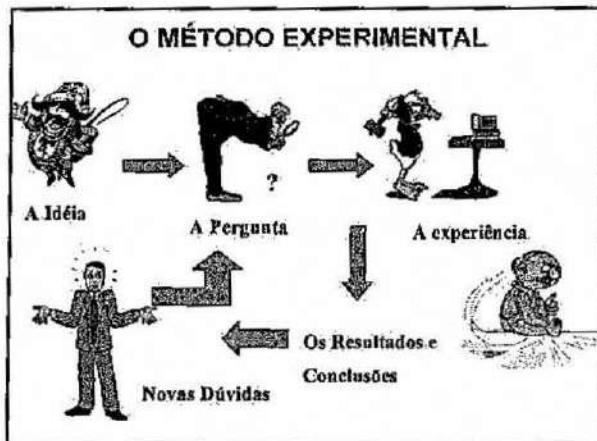 O MÉTODO EXPERIMENTAL
A Idéia
?
A Pergunta
A experiência
Os Resultados e
Conclusões
Novas Dúvidas